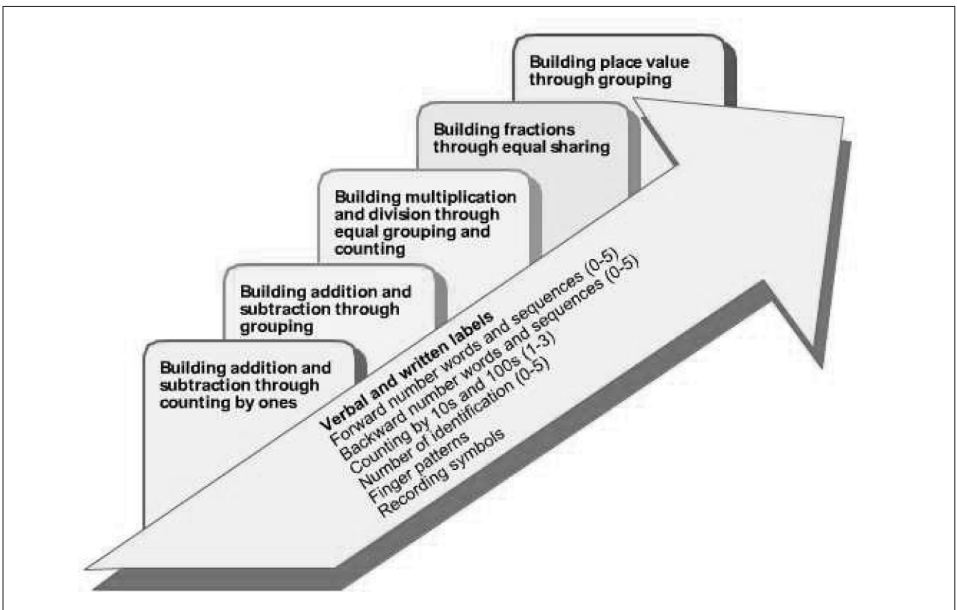 Building place value
through grouping
Building fractions
through equal sharing
Building multiplication
and division through
equal grouping and
counting
Building addition and
subtraction through
grouping
Building addition and
subtraction through
counting by ones
Verbal and written labels
Forward number words and sequences (0-5)
Backward number words and sequences (0-5)
Counting by 10s and 100s (1-3)
Number of identification (0-5)
Finger patterns
Recording symbols